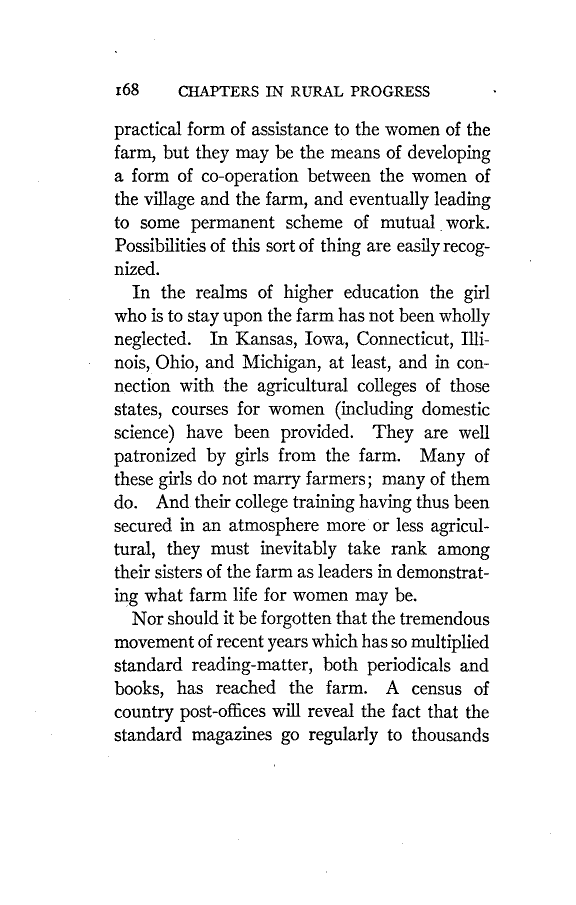 168 CHAPTERS IN RURAL PROGRESS
practical form of assistance to the women of the
farm, but they may be the means of developing
a form of co-operation between the women of
the village and the farm, and eventually leading
to some permanent scheme of mutual work.
Possibilities of this sort of thing are easily recog-
nized.
In the realms of higher education the girl
who is to stay upon the farm has not been wholly
neglected. In Kansas, Iowa, Connecticut, Illi-
nois, Ohio, and Michigan, at least, and in con-
nection with the agricultural colleges of those
states, courses for women (including domestic
science) have been provided. They are well
patronized by girls from the farm. Many of
these girls do not marry farmers; many of them
do. And their college training having thus been
secured in an atmosphere more or less agricul-
tural, they must inevitably take rank among
their sisters of the farm as leaders in demonstrat-
ing what farm life for women may be.
Nor should it be forgotten that the tremendous
movement of recent years which has so multiplied
standard reading-matter, both periodicals and
books, has reached the farm. A census of
country post-offices will reveal the fact that the
standard magazines go regularly to thousands